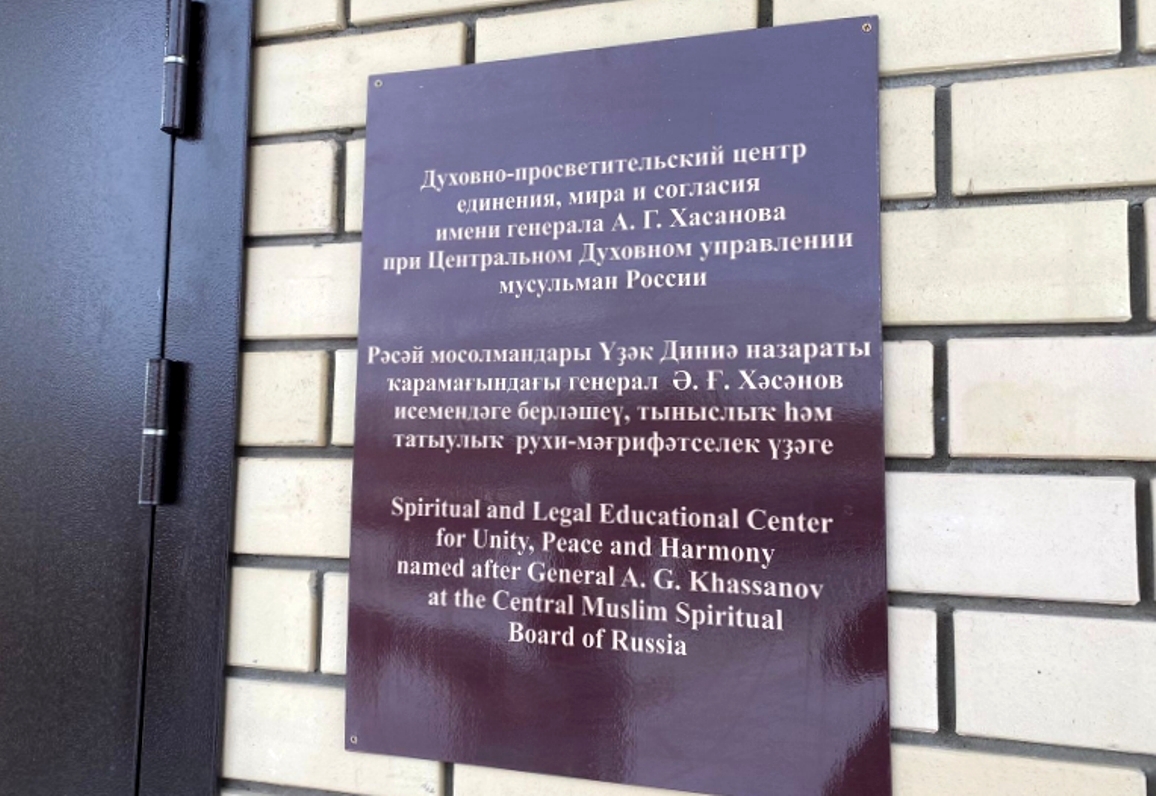 Духовно-просветительский центр
единения, мира и согласия
имени генерала А. Г. Хасанова
при Центральном Духовном управлении
мусульман России
Рәсәй мосолмандары Үҙәк Диниә назараты
ҡарамағындағы генерал Ә. Ғ. Хәсәнов
исемендәге берләшеү, тыныслыҡ һәм
татыулыҡ рухи-мәғрифәтселек үҙәге
Spiritual and Legal Educational Center
for Unity, Peace and Harmony
named after General A. G. Khassanov
at the Central Muslim Spiritual
Board of Russia